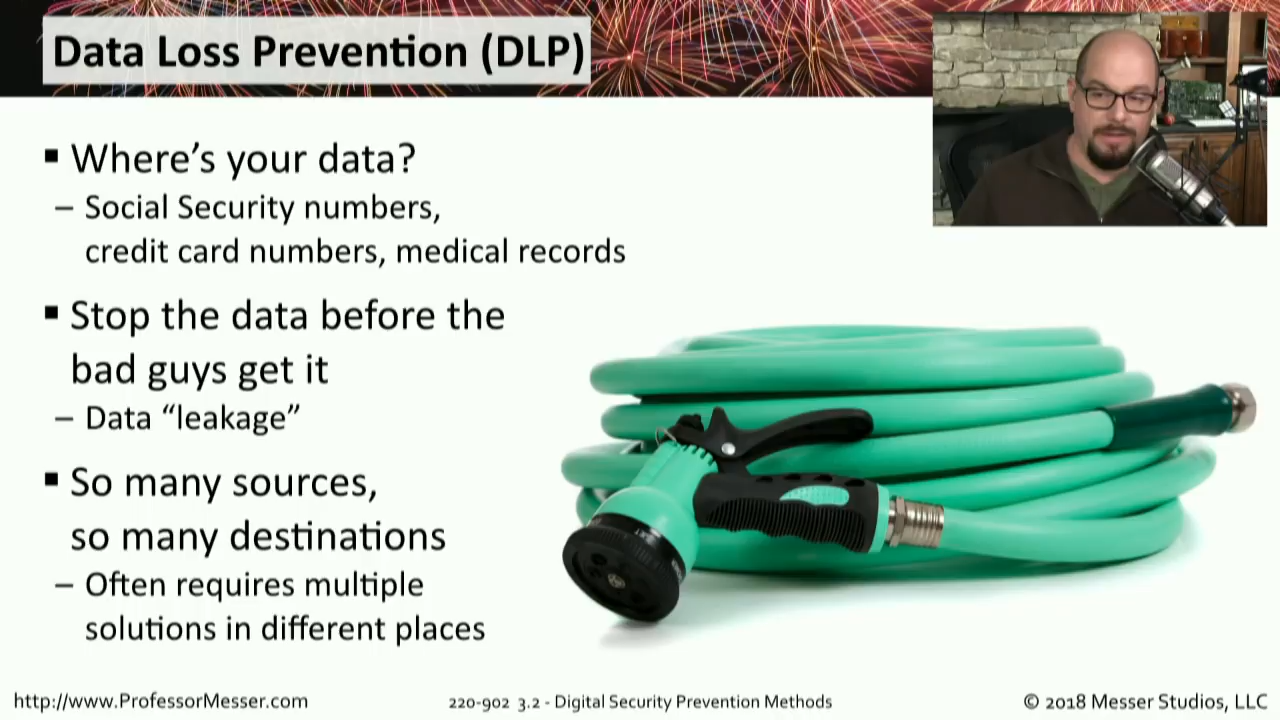 Data Loss Prevention (DLP)
▪ Where's your data?
– Social Security numbers,
credit card numbers, medical records
▪ Stop the data before the
bad guys get it
– Data “leakage”
▪ So many sources,
so many destinations
– Often requires multiple
solutions in different places
http://www.ProfessorMesser.com
220-902 3.2 - Digital Security Prevention Methods
© 2018 Messer Studios, LLC